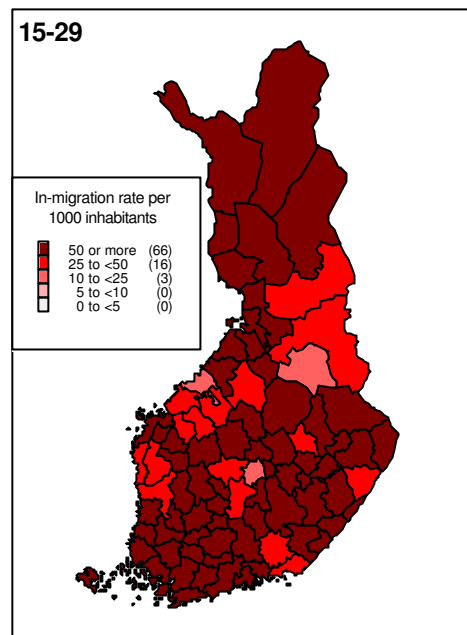 15-29
In-migration rate per
1000 inhabitants
50 or more (66)
25 to <50 (16)
10 to <25 (3)
5 to <10 (0)
0 to <5 (0)